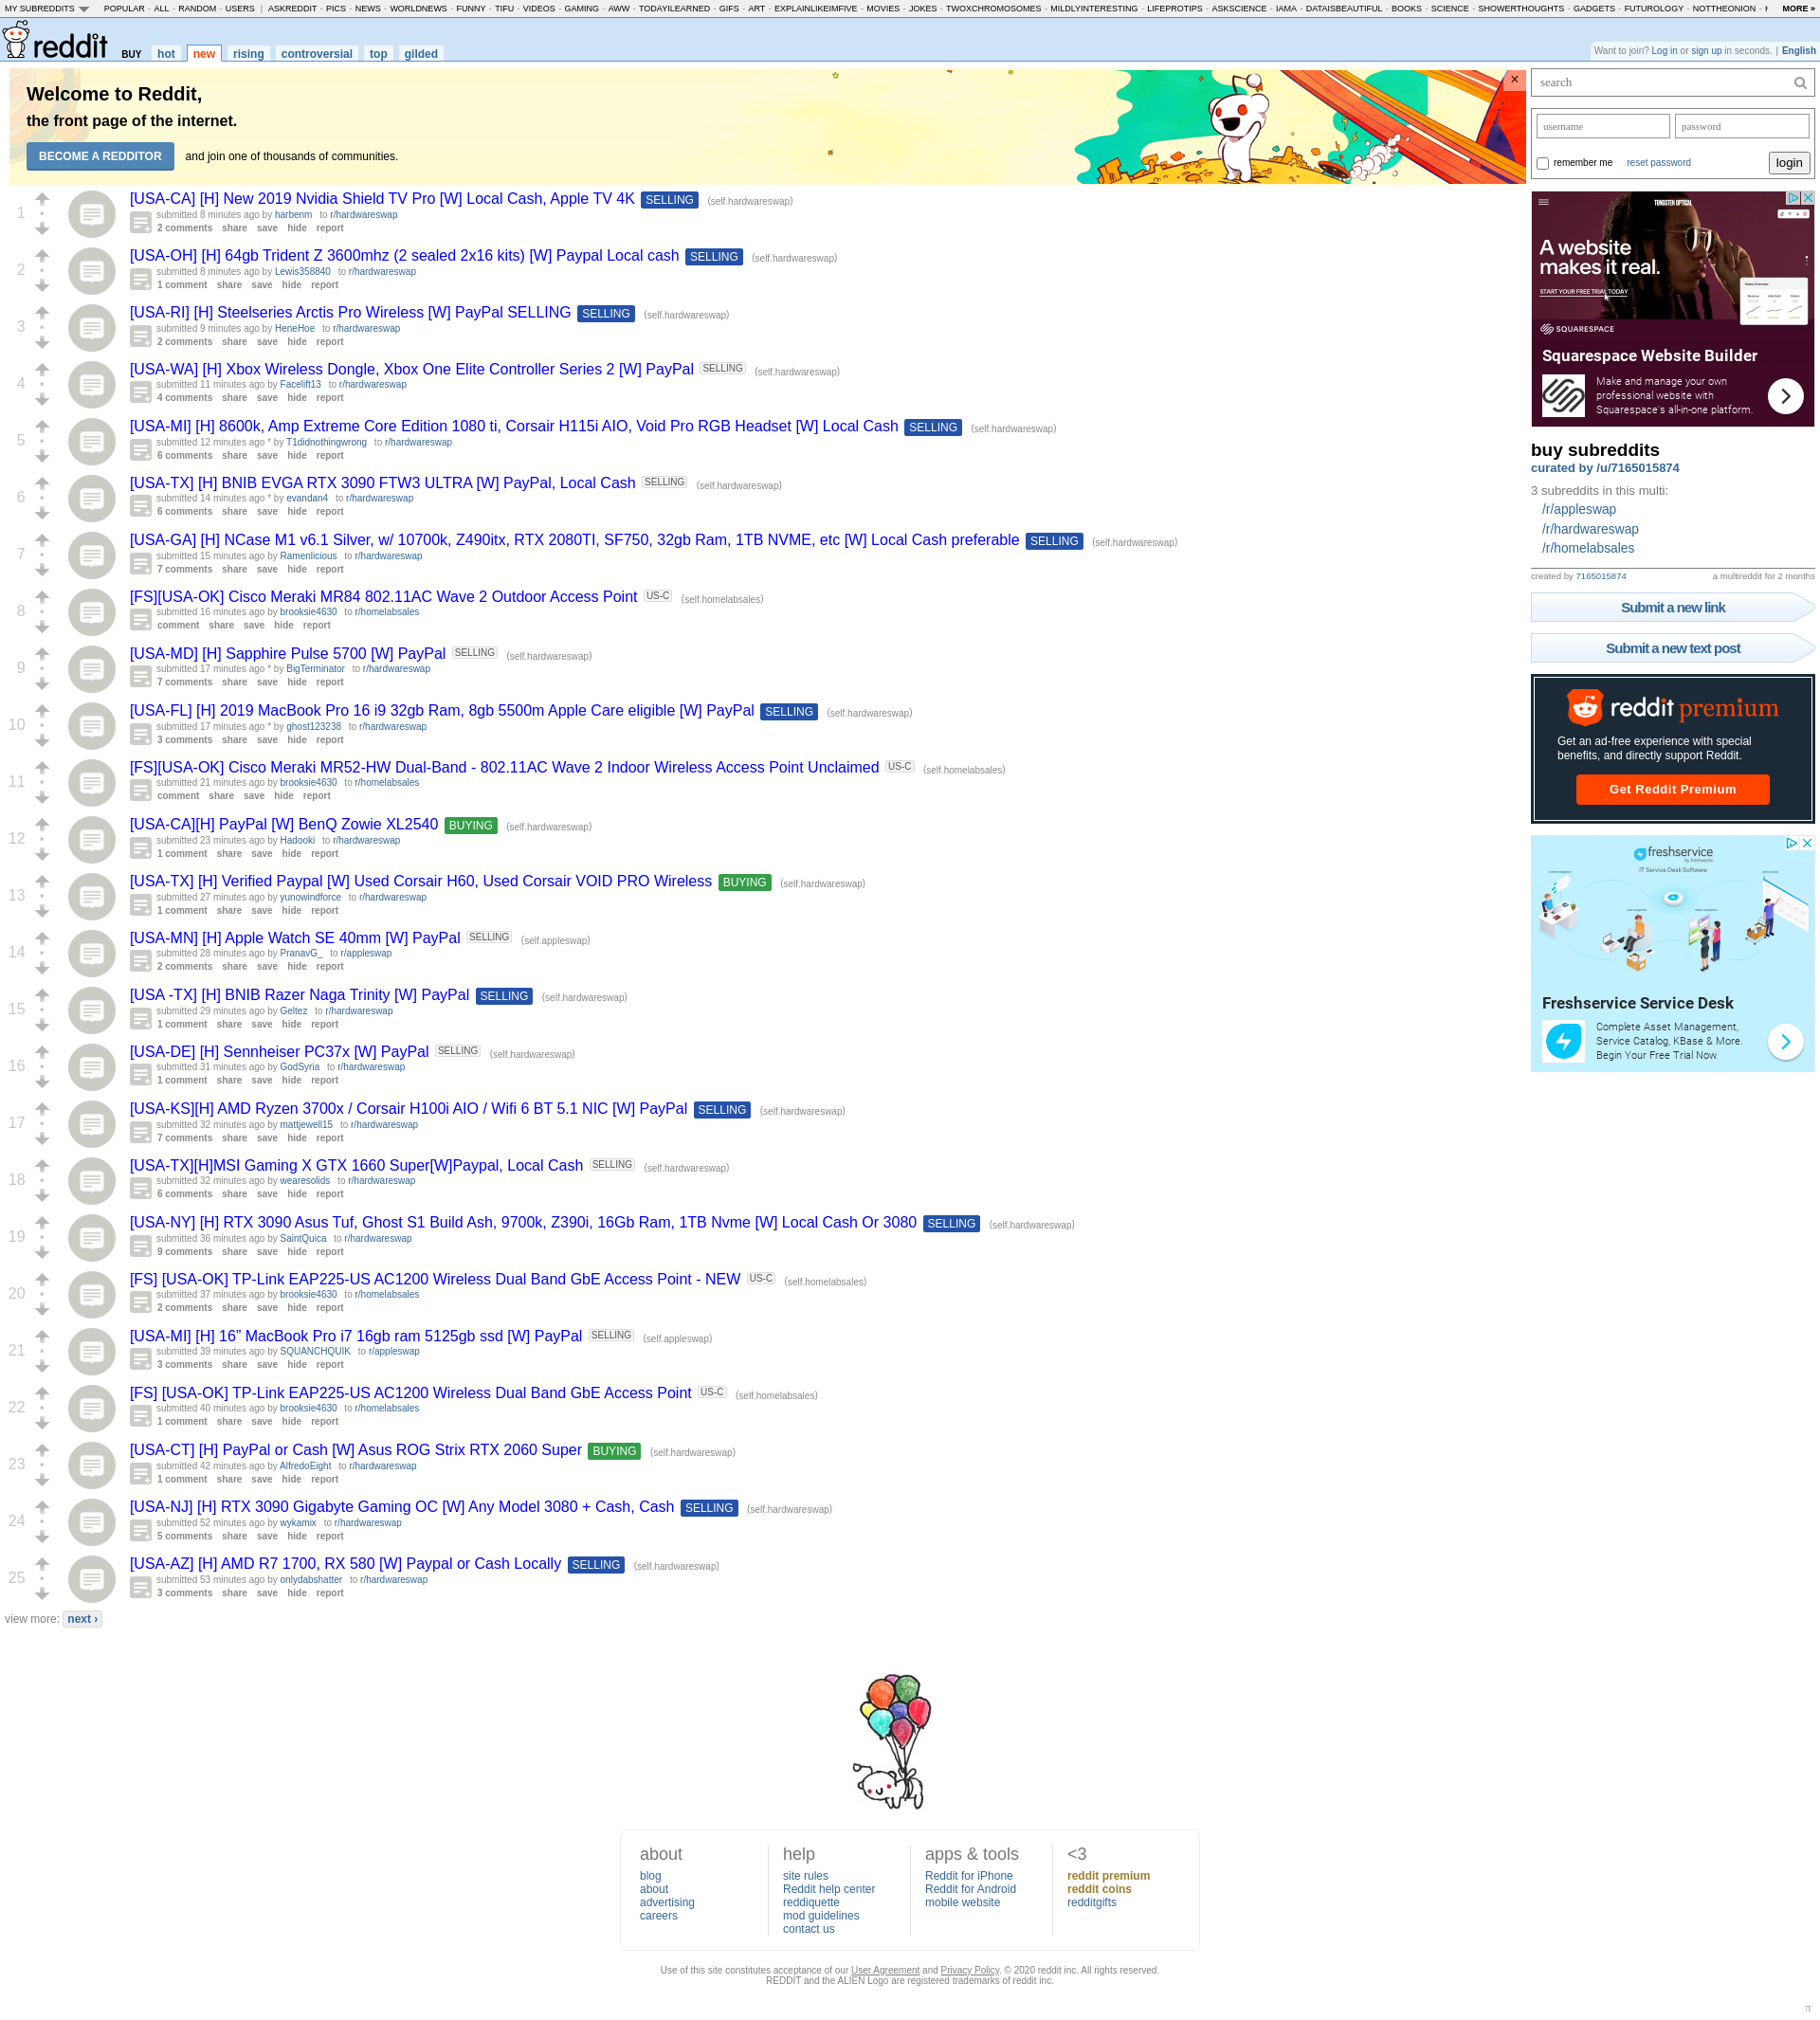 MY SUBREDDITS POPULAR - ALL - RANDOM - USERS | ASKREDDIT - PICS - NEWS - WORLDNEWS - FUNNY - TIFU - VIDEOS - GAMING - AWW - TODAYILEARNED - GIFS - ART - EXPLAINLIKEIMFIVE - MOVIES - JOKES - TWOXCHROMOSOMES - MILDLYINTERESTING - LIFEPROTIPS - ASKSCIENCE - IAMA - DATAISBEAUTIFUL - BOOKS - SCIENCE - SHOWERTHOUGHTS - GADGETS - FUTUROLOGY - NOTTHEONION - MORE »
reddit BUY hot new rising controversial top gilded
Want to join? Log in or sign up in seconds. | English
Welcome to Reddit,
the front page of the internet.
BECOME A REDDITOR and join one of thousands of communities.
×
1
[USA-CA] [H] New 2019 Nvidia Shield TV Pro [W] Local Cash, Apple TV 4K SELLING (self.hardwareswap)
submitted 8 minutes ago by harbenm to r/hardwareswap
2 comments share save hide report
2
[USA-OH] [H] 64gb Trident Z 3600mhz (2 sealed 2x16 kits) [W] Paypal Local cash SELLING (self.hardwareswap)
submitted 8 minutes ago by Lewis358840 to r/hardwareswap
1 comment share save hide report
3
[USA-RI] [H] Steelseries Arctis Pro Wireless [W] PayPal SELLING SELLING (self.hardwareswap)
submitted 9 minutes ago by HeneHoe to r/hardwareswap
2 comments share save hide report
4
[USA-WA] [H] Xbox Wireless Dongle, Xbox One Elite Controller Series 2 [W] PayPal SELLING (self.hardwareswap)
submitted 11 minutes ago by Facelift13 to r/hardwareswap
4 comments share save hide report
5
[USA-MI] [H] 8600k, Amp Extreme Core Edition 1080 ti, Corsair H115i AIO, Void Pro RGB Headset [W] Local Cash SELLING (self.hardwareswap)
submitted 12 minutes ago * by T1didnothingwrong to r/hardwareswap
6 comments share save hide report
6
[USA-TX] [H] BNIB EVGA RTX 3090 FTW3 ULTRA [W] PayPal, Local Cash SELLING (self.hardwareswap)
submitted 14 minutes ago * by evandan4 to r/hardwareswap
6 comments share save hide report
7
[USA-GA] [H] NCase M1 v6.1 Silver, w/ 10700k, Z490itx, RTX 2080TI, SF750, 32gb Ram, 1TB NVME, etc [W] Local Cash preferable SELLING (self.hardwareswap)
submitted 15 minutes ago by Ramenlicious to r/hardwareswap
7 comments share save hide report
8
[FS][USA-OK] Cisco Meraki MR84 802.11AC Wave 2 Outdoor Access Point US-C (self.homelabsales)
submitted 16 minutes ago by brooksie4630 to r/homelabsales
comment share save hide report
9
[USA-MD] [H] Sapphire Pulse 5700 [W] PayPal SELLING (self.hardwareswap)
submitted 17 minutes ago * by BigTerminator to r/hardwareswap
7 comments share save hide report
10
[USA-FL] [H] 2019 MacBook Pro 16 i9 32gb Ram, 8gb 5500m Apple Care eligible [W] PayPal SELLING (self.hardwareswap)
submitted 17 minutes ago * by ghost123238 to r/hardwareswap
3 comments share save hide report
11
[FS][USA-OK] Cisco Meraki MR52-HW Dual-Band - 802.11AC Wave 2 Indoor Wireless Access Point Unclaimed US-C (self.homelabsales)
submitted 21 minutes ago by brooksie4630 to r/homelabsales
comment share save hide report
12
[USA-CA][H] PayPal [W] BenQ Zowie XL2540 BUYING (self.hardwareswap)
submitted 23 minutes ago by Hadooki to r/hardwareswap
1 comment share save hide report
13
[USA-TX] [H] Verified Paypal [W] Used Corsair H60, Used Corsair VOID PRO Wireless BUYING (self.hardwareswap)
submitted 27 minutes ago by yunowindforce to r/hardwareswap
1 comment share save hide report
14
[USA-MN] [H] Apple Watch SE 40mm [W] PayPal SELLING (self.appleswap)
submitted 28 minutes ago by PranavG_ to r/appleswap
2 comments share save hide report
15
[USA -TX] [H] BNIB Razer Naga Trinity [W] PayPal SELLING (self.hardwareswap)
submitted 29 minutes ago by Geltez to r/hardwareswap
1 comment share save hide report
16
[USA-DE] [H] Sennheiser PC37x [W] PayPal SELLING (self.hardwareswap)
submitted 31 minutes ago by GodSyria to r/hardwareswap
1 comment share save hide report
17
[USA-KS][H] AMD Ryzen 3700x / Corsair H100i AIO / Wifi 6 BT 5.1 NIC [W] PayPal SELLING (self.hardwareswap)
submitted 32 minutes ago by mattjewell15 to r/hardwareswap
7 comments share save hide report
18
[USA-TX][H]MSI Gaming X GTX 1660 Super[W]Paypal, Local Cash SELLING (self.hardwareswap)
submitted 32 minutes ago by wearesolids to r/hardwareswap
6 comments share save hide report
19
[USA-NY] [H] RTX 3090 Asus Tuf, Ghost S1 Build Ash, 9700k, Z390i, 16Gb Ram, 1TB Nvme [W] Local Cash Or 3080 SELLING (self.hardwareswap)
submitted 36 minutes ago by SaintQuica to r/hardwareswap
9 comments share save hide report
20
[FS] [USA-OK] TP-Link EAP225-US AC1200 Wireless Dual Band GbE Access Point - NEW US-C (self.homelabsales)
submitted 37 minutes ago by brooksie4630 to r/homelabsales
2 comments share save hide report
21
[USA-MI] [H] 16” MacBook Pro i7 16gb ram 5125gb ssd [W] PayPal SELLING (self.appleswap)
submitted 39 minutes ago by SQUANCHQUIK to r/appleswap
3 comments share save hide report
22
[FS] [USA-OK] TP-Link EAP225-US AC1200 Wireless Dual Band GbE Access Point US-C (self.homelabsales)
submitted 40 minutes ago by brooksie4630 to r/homelabsales
1 comment share save hide report
23
[USA-CT] [H] PayPal or Cash [W] Asus ROG Strix RTX 2060 Super BUYING (self.hardwareswap)
submitted 42 minutes ago by AlfredoEight to r/hardwareswap
1 comment share save hide report
24
[USA-NJ] [H] RTX 3090 Gigabyte Gaming OC [W] Any Model 3080 + Cash, Cash SELLING (self.hardwareswap)
submitted 52 minutes ago by wykamix to r/hardwareswap
5 comments share save hide report
25
[USA-AZ] [H] AMD R7 1700, RX 580 [W] Paypal or Cash Locally SELLING (self.hardwareswap)
submitted 53 minutes ago by onlydabshatter to r/hardwareswap
3 comments share save hide report
view more: next ›
search
username password
remember me reset password login
TUNGSTEN OPTICAL
A website
makes it real.
START YOUR FREE TRIAL TODAY
SQUARESPACE
Squarespace Website Builder
Make and manage your own
professional website with
Squarespace's all-in-one platform.
buy subreddits
curated by /u/7165015874
3 subreddits in this multi:
/r/appleswap
/r/hardwareswap
/r/homelabsales
created by 7165015874 a multireddit for 2 months
Submit a new link
Submit a new text post
reddit premium
Get an ad-free experience with special
benefits, and directly support Reddit.
Get Reddit Premium
freshservice
by freshworks
IT Service Desk Software
Freshservice Service Desk
Complete Asset Management,
Service Catalog, KBase & More.
Begin Your Free Trial Now.
about
blog
about
advertising
careers
help
site rules
Reddit help center
reddiquette
mod guidelines
contact us
apps & tools
Reddit for iPhone
Reddit for Android
mobile website
<3
reddit premium
reddit coins
redditgifts
Use of this site constitutes acceptance of our User Agreement and Privacy Policy. © 2020 reddit inc. All rights reserved.
REDDIT and the ALIEN Logo are registered trademarks of reddit inc.
π